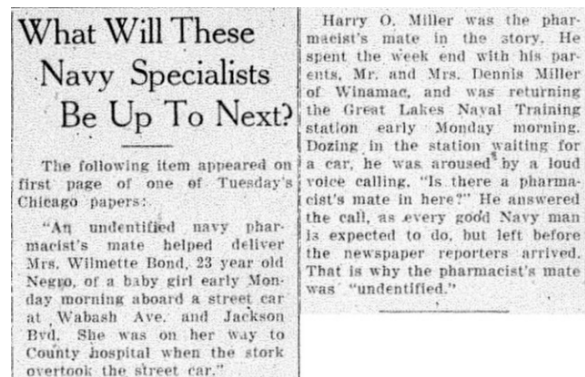 What Will These
Navy Specialists
Be Up To Next?
The following item appeared on
first page of one of Tuesday's
Chicago papers:
"An undentified navy phar-
macist's mate helped deliver
Mrs. Wilmette Bond, 23 year old
Negro, of a baby girl early Mon-
day morning aboard a street car
at Wabash Ave. and Jackson
Bvd. She was on her way to
County hospital when the stork
overtook the street car."
Harry O. Miller was the phar-
macist's mate in the story. He
spent the week end with his par-
ents, Mr. and Mrs. Dennis Miller
of Winamac, and was returning
the Great Lakes Naval Training
station early Monday morning.
Dozing in the station waiting for
a car, he was aroused by a loud
voice calling. "Is there a pharma-
cist's mate in here?" He answered
the call, as every good Navy man
is expected to do, but left before
the newspaper reporters arrived.
That is why the pharmacist's mate
was "undentified."